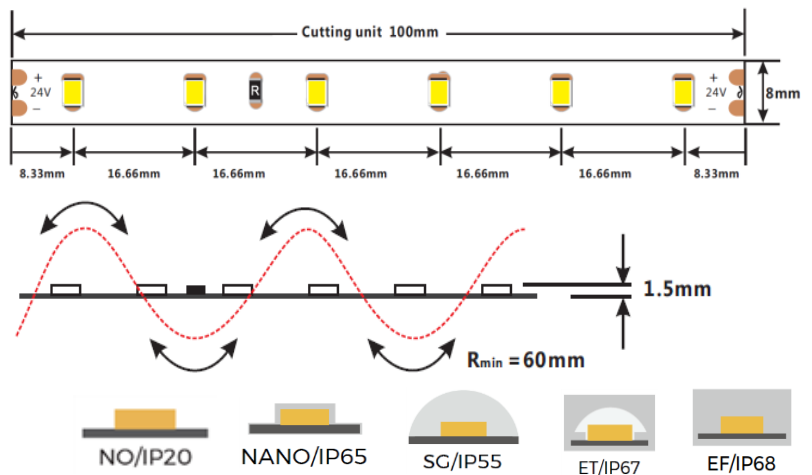 Cutting unit 100mm
+ R +
24V 24V
− −
8mm
8.33mm 16.66mm 16.66mm 16.66mm 16.66mm 16.66mm 8.33mm
1.5mm
Rmin = 60mm
NO/IP20 NANO/IP65 SG/IP55 ET/IP67 EF/IP68